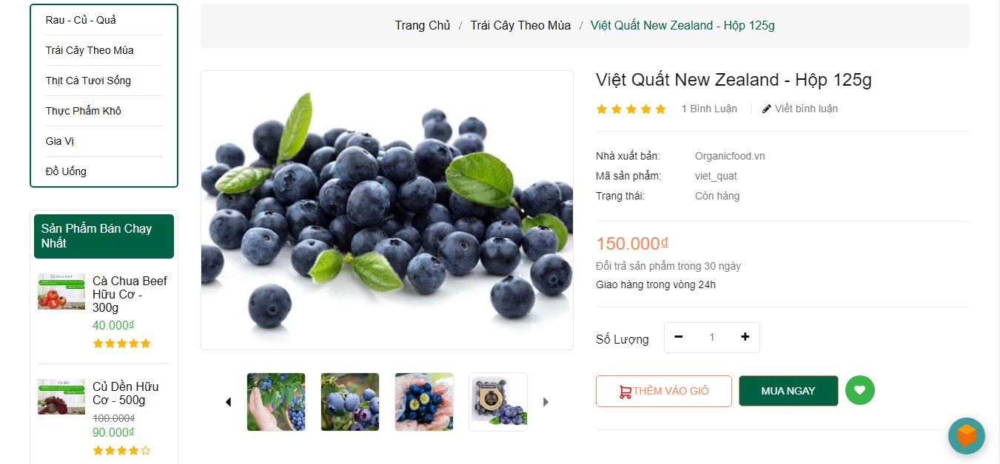 Rau - Củ - Quả
Trái Cây Theo Mùa
Thịt Cá Tươi Sống
Thực Phẩm Khô
Gia Vị
Đồ Uống
Sản Phẩm Bán Chạy
Nhất
Cà chua beef
Cà Chua Beef
Hữu Cơ -
300g
40.000₫
Củ dền
Củ Dền Hữu
Cơ - 500g
100.000₫
90.000₫
Trang Chủ / Trái Cây Theo Mùa / Việt Quất New Zealand - Hộp 125g
Việt Quất New Zealand - Hộp 125g
1 Bình Luận Viết bình luận
Nhà xuất bản: Organicfood.vn
Mã sản phẩm: viet_quat
Trạng thái: Còn hàng
150.000₫
Đổi trả sản phẩm trong 30 ngày
Giao hàng trong vòng 24h
Số Lượng - 1 +
THÊM VÀO GIỎ MUA NGAY